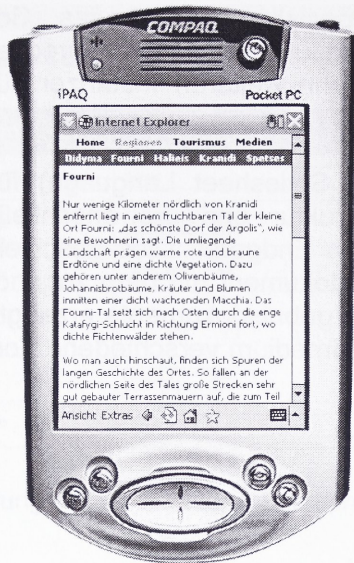 COMPAQ
iPAQ Pocket PC
Internet Explorer
Home Regionen Tourismus Medien
Didyma Fourni Halieis Kranidi Spetses
Fourni
Nur wenige Kilometer nördlich von Kranidi
entfernt liegt in einem fruchtbaren Tal der kleine
Ort Fourni: „das schönste Dorf der Argolis", wie
eine Bewohnerin sagt. Die umliegende
Landschaft prägen warme rote und braune
Erdtöne und eine dichte Vegetation. Dazu
gehören unter anderem Olivenbäume,
Johannisbrotbäume, Kräuter und Blumen
inmitten einer dicht wachsenden Macchia. Das
Fourni-Tal setzt sich nach Osten durch die enge
Katafygi-Schlucht in Richtung Ermioni fort, wo
dichte Fichtenwälder stehen.
Wo man auch hinschaut, finden sich Spuren der
langen Geschichte des Ortes. So fallen an der
nördlichen Seite des Tales große Strecken sehr
gut gebauter Terrassenmauern auf, die zum Teil
Ansicht Extras